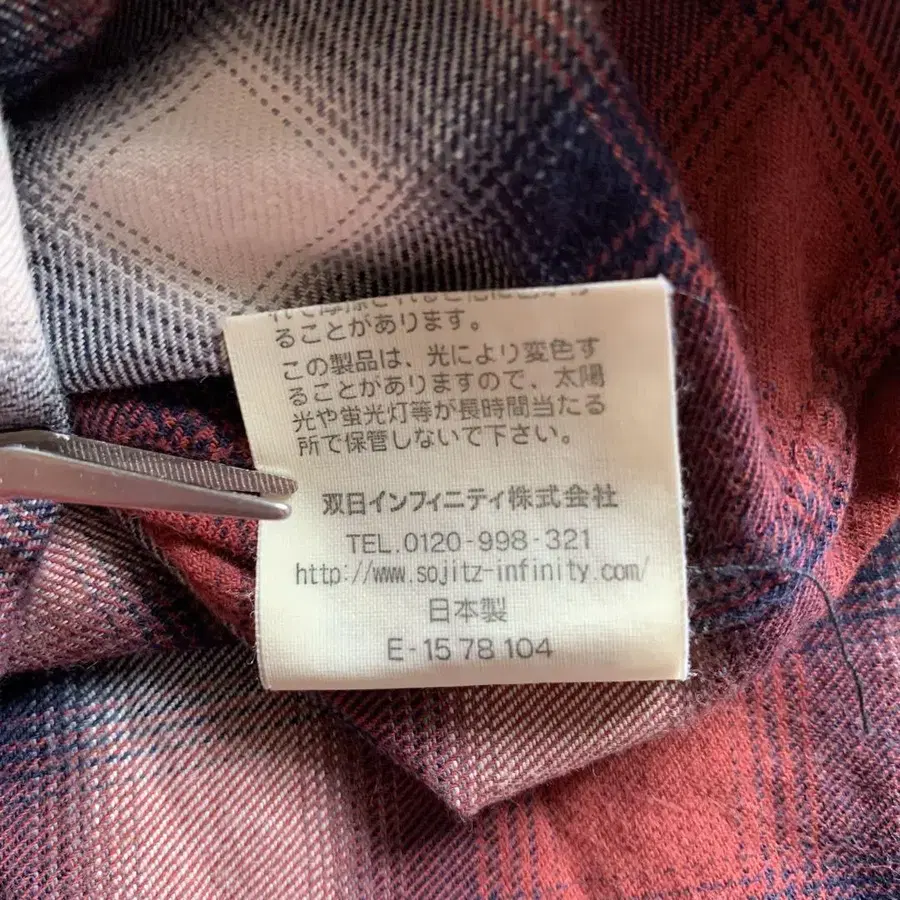 ることがあります。
この製品は、光により変色す
ることがありますので、太陽
光や蛍光灯等が長時間当たる
所で保管しないで下さい。
双日インフィニティ株式会社
TEL.0120-998-321
http://www.sojitz-infinity.com/
日本製
E-15 78 104